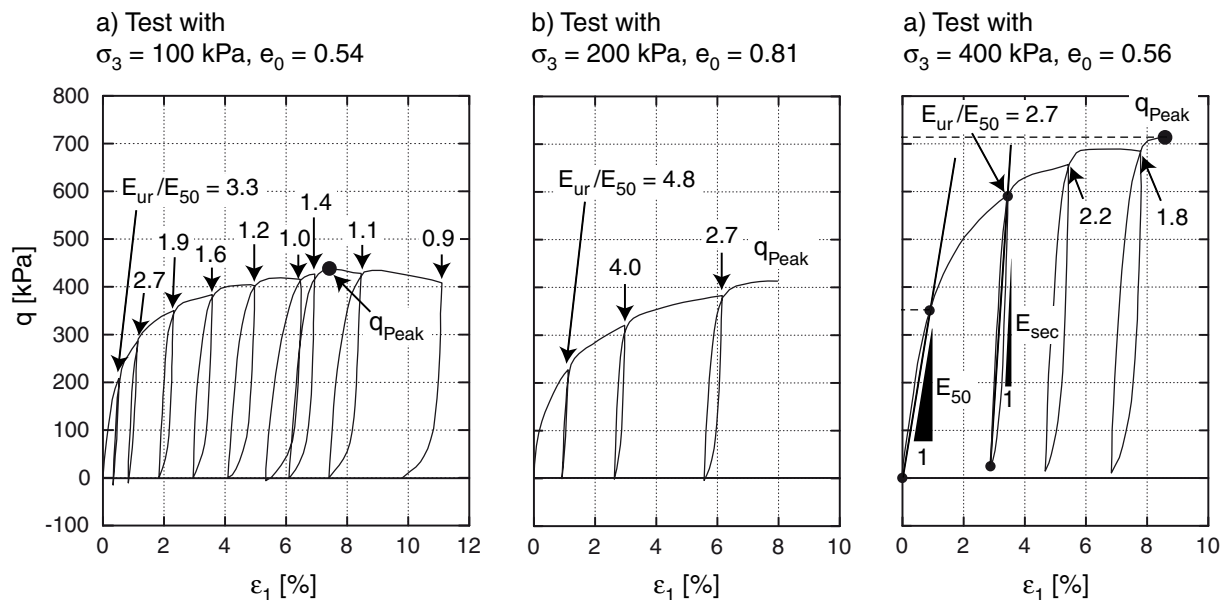 a) Test with
σ3 = 100 kPa, e0 = 0.54
b) Test with
σ3 = 200 kPa, e0 = 0.81
a) Test with
σ3 = 400 kPa, e0 = 0.56
q [kPa]
800
700
600
500
400
300
200
100
0
-100
Eur/E50 = 3.3
2.7
1.9
1.6
1.2
1.0
1.4
1.1
0.9
qPeak
0 2 4 6 8 10 12
ε1 [%]
Eur/E50 = 4.8
4.0
2.7
qPeak
0 2 4 6 8 10
ε1 [%]
Eur/E50 = 2.7
qPeak
2.2
1.8
Esec
1
E50
1
0 2 4 6 8 10
ε1 [%]